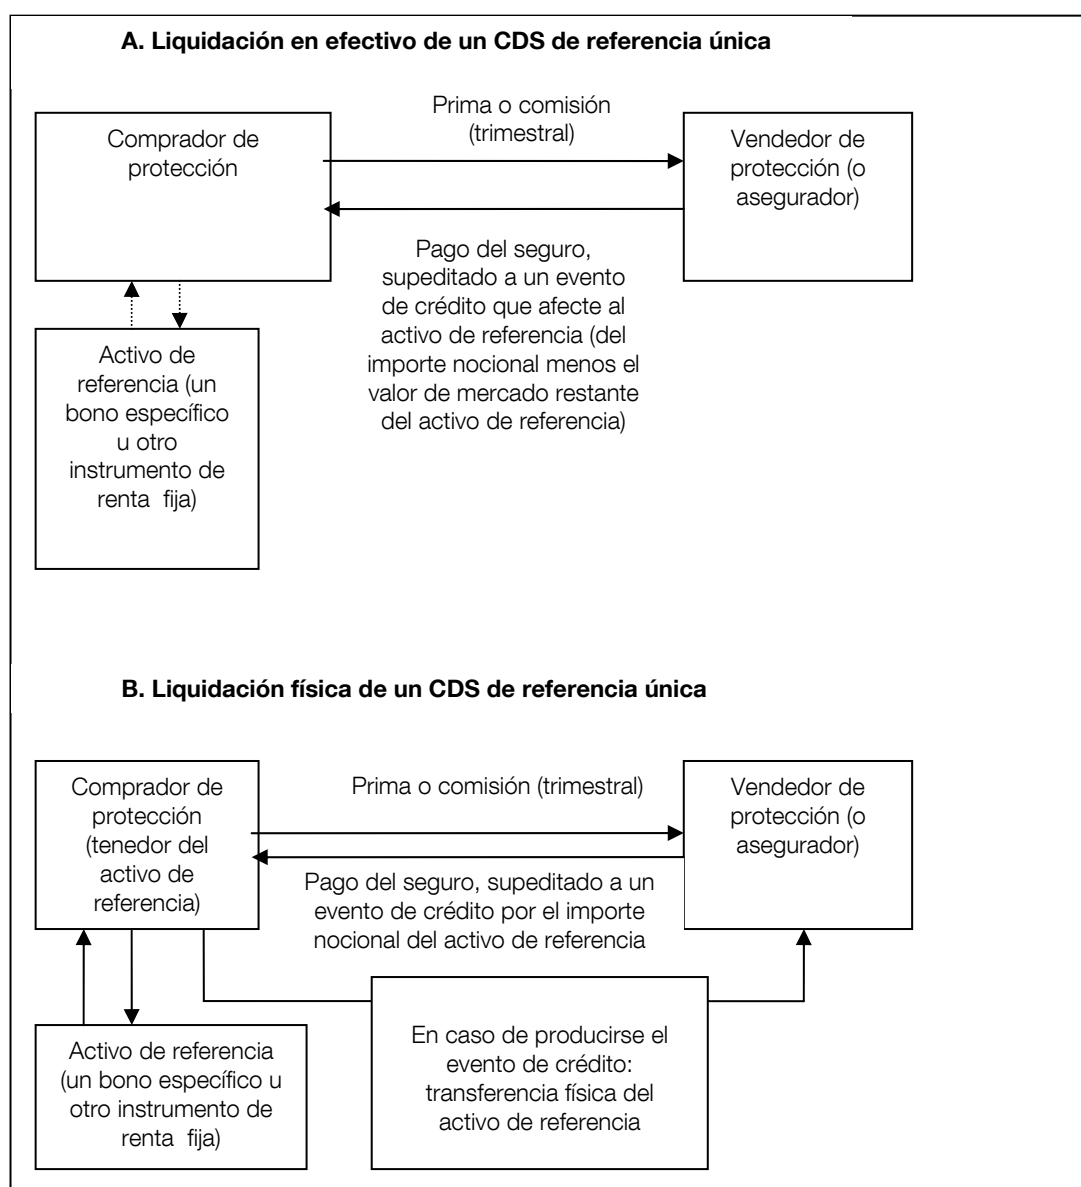 A. Liquidación en efectivo de un CDS de referencia única
Prima o comisión
(trimestral)
Comprador de
protección
Vendedor de
protección (o
asegurador)
Pago del seguro,
supeditado a un evento
de crédito que afecte al
activo de referencia (del
importe nocional menos el
valor de mercado restante
del activo de referencia)
Activo de
referencia (un
bono específico
u otro
instrumento de
renta fija)
B. Liquidación física de un CDS de referencia única
Comprador de
protección
(tenedor del
activo de
referencia)
Prima o comisión (trimestral)
Vendedor de
protección (o
asegurador)
Pago del seguro, supeditado a un
evento de crédito por el importe
nocional del activo de referencia
Activo de referencia
(un bono específico u
otro instrumento de
renta fija)
En caso de producirse el
evento de crédito:
transferencia física del
activo de referencia